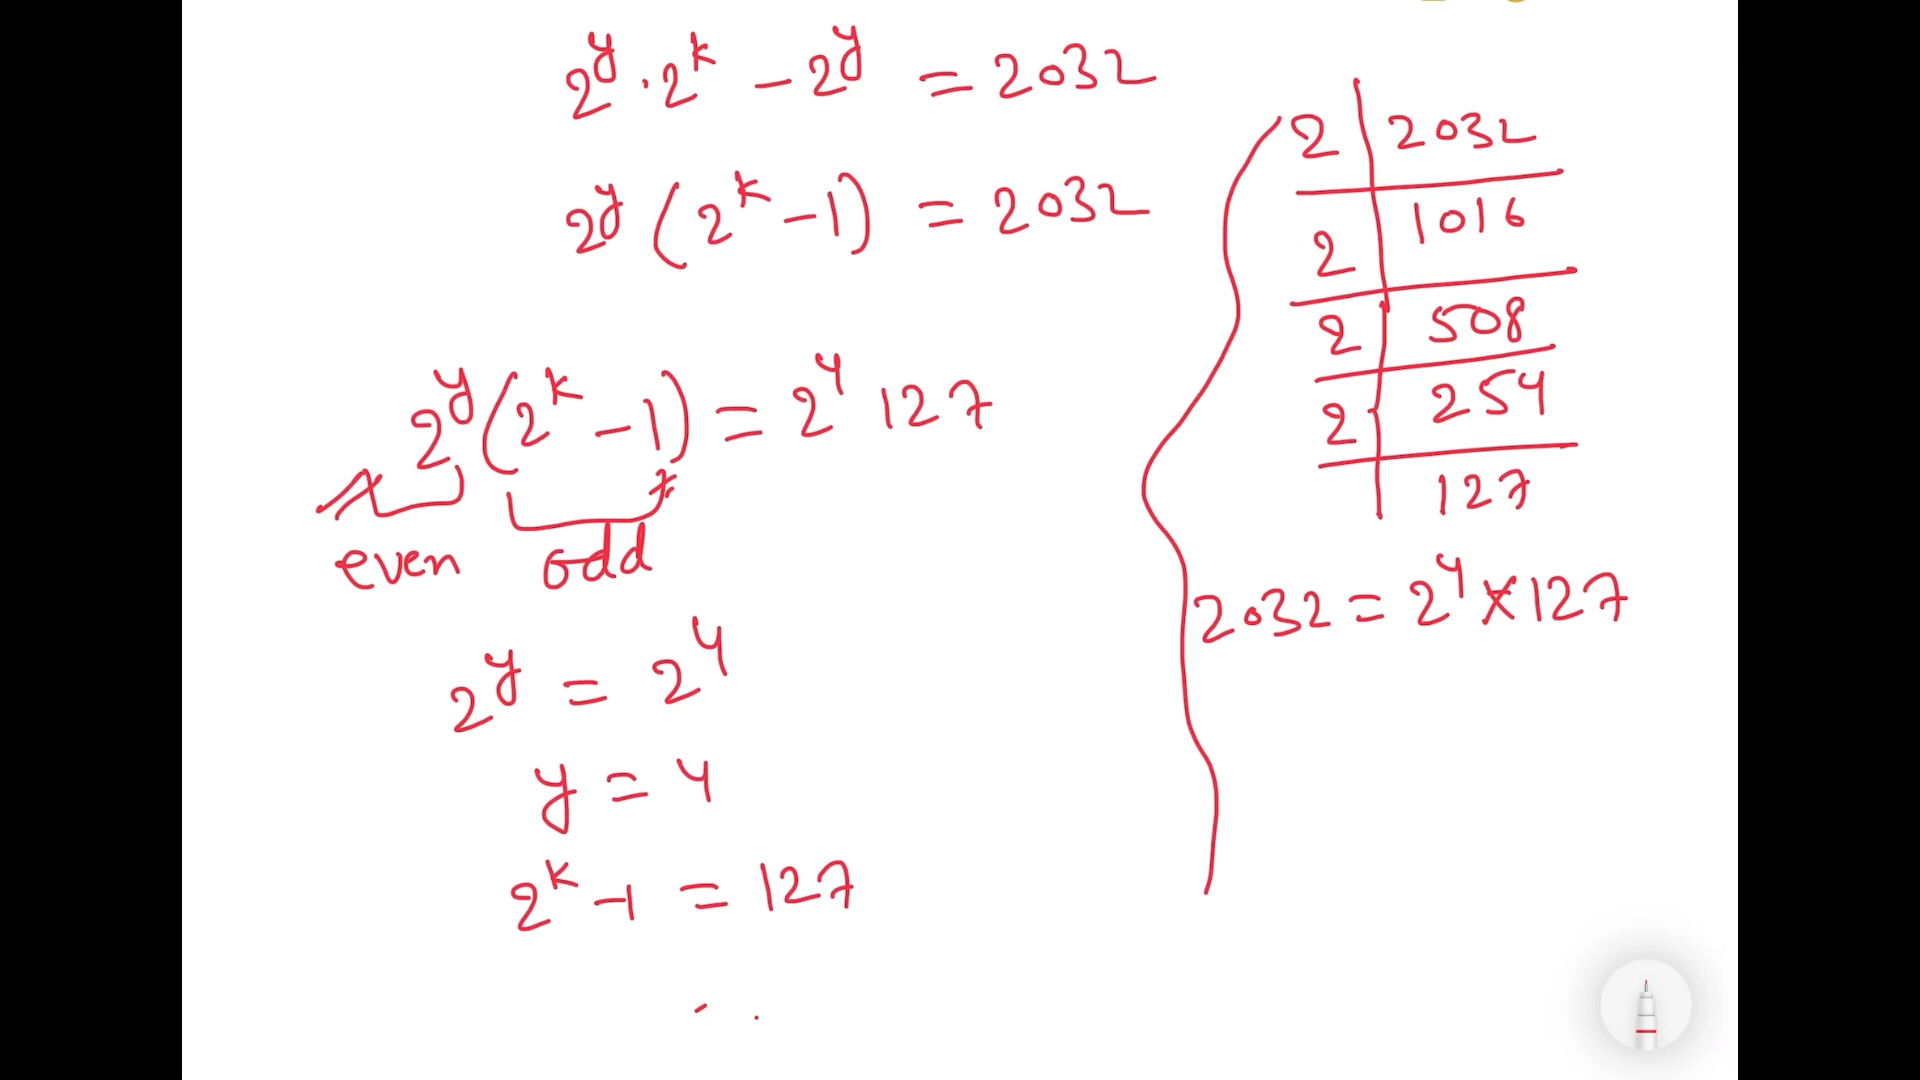 2^y · 2^k - 2^y = 2032
2^y (2^k - 1) = 2032
2^y (2^k - 1) = 2^4 127
even odd
2^y = 2^4
y = 4
2^k - 1 = 127
2 | 2032
2 | 1016
2 | 508
2 | 254
127
2032 = 2^4 × 127